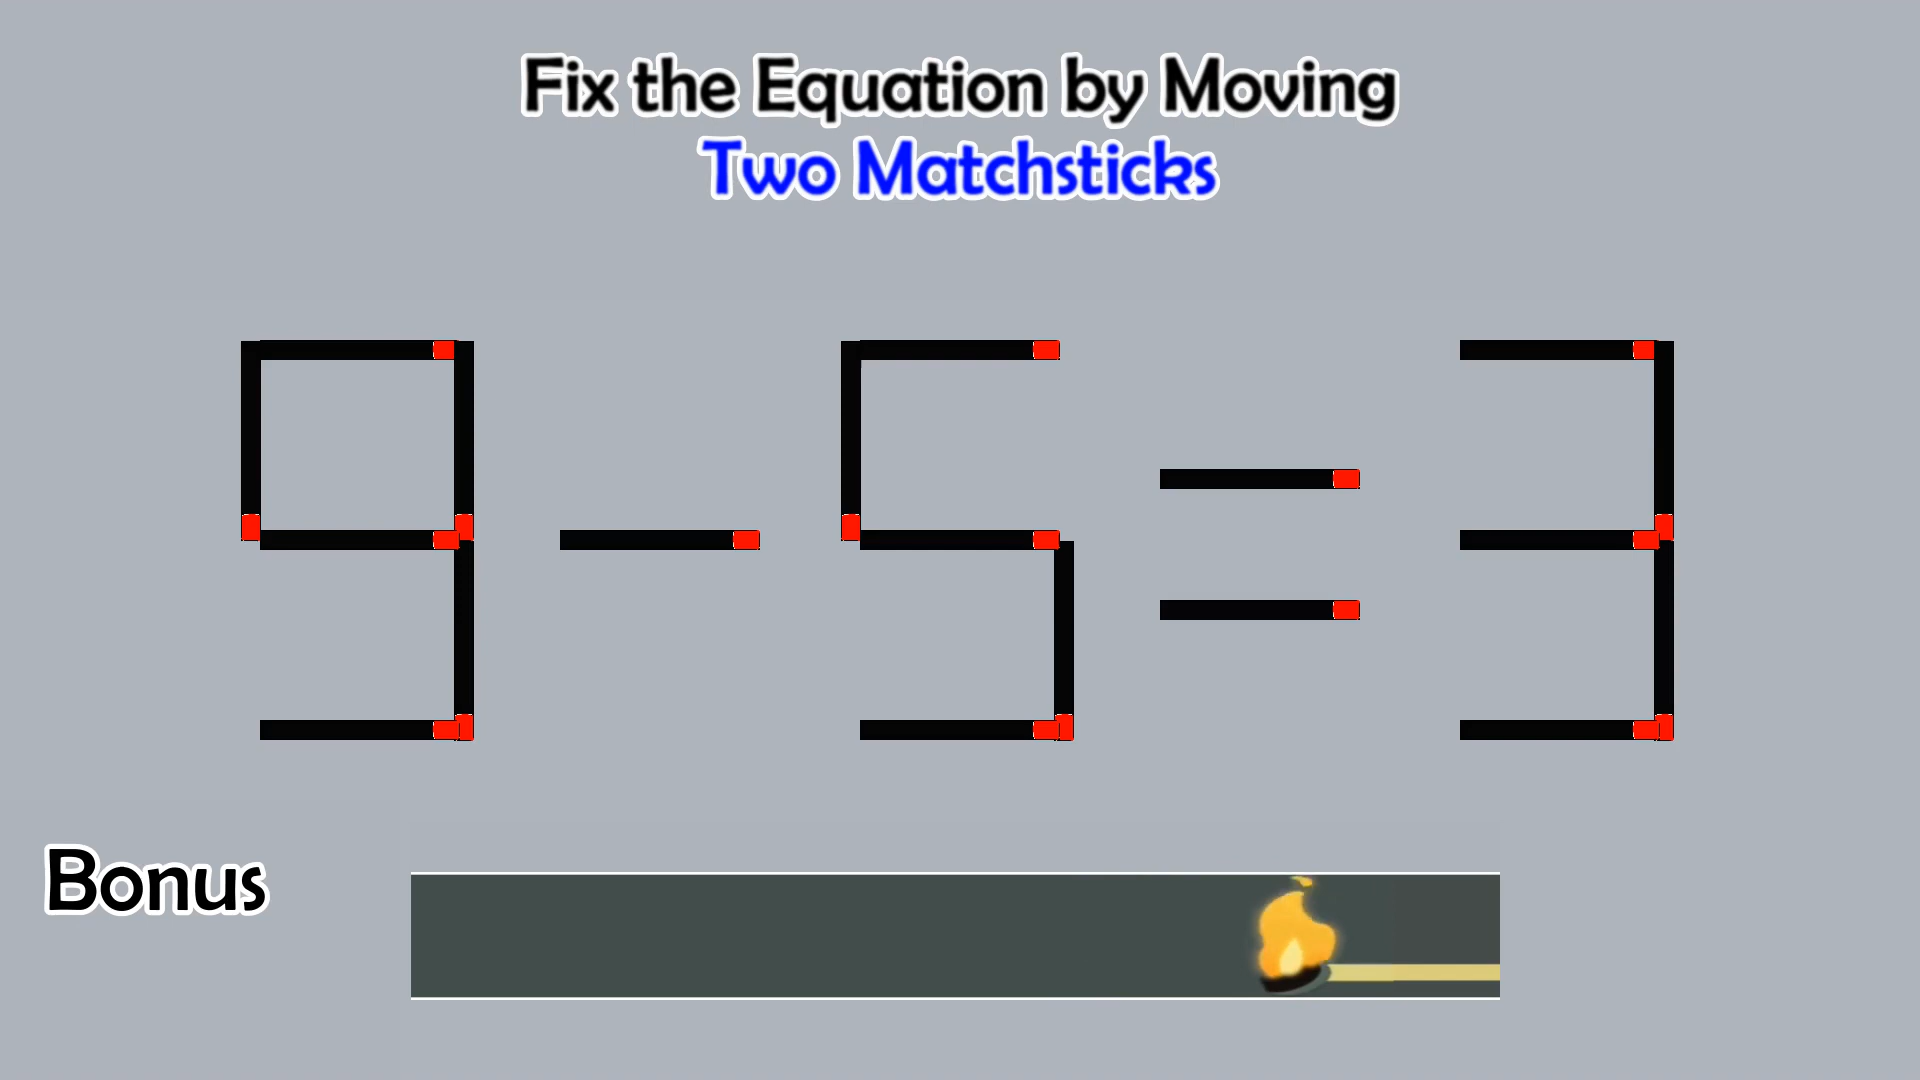 Fix the Equation by Moving
Two Matchsticks
9 - 5 = 3
Bonus